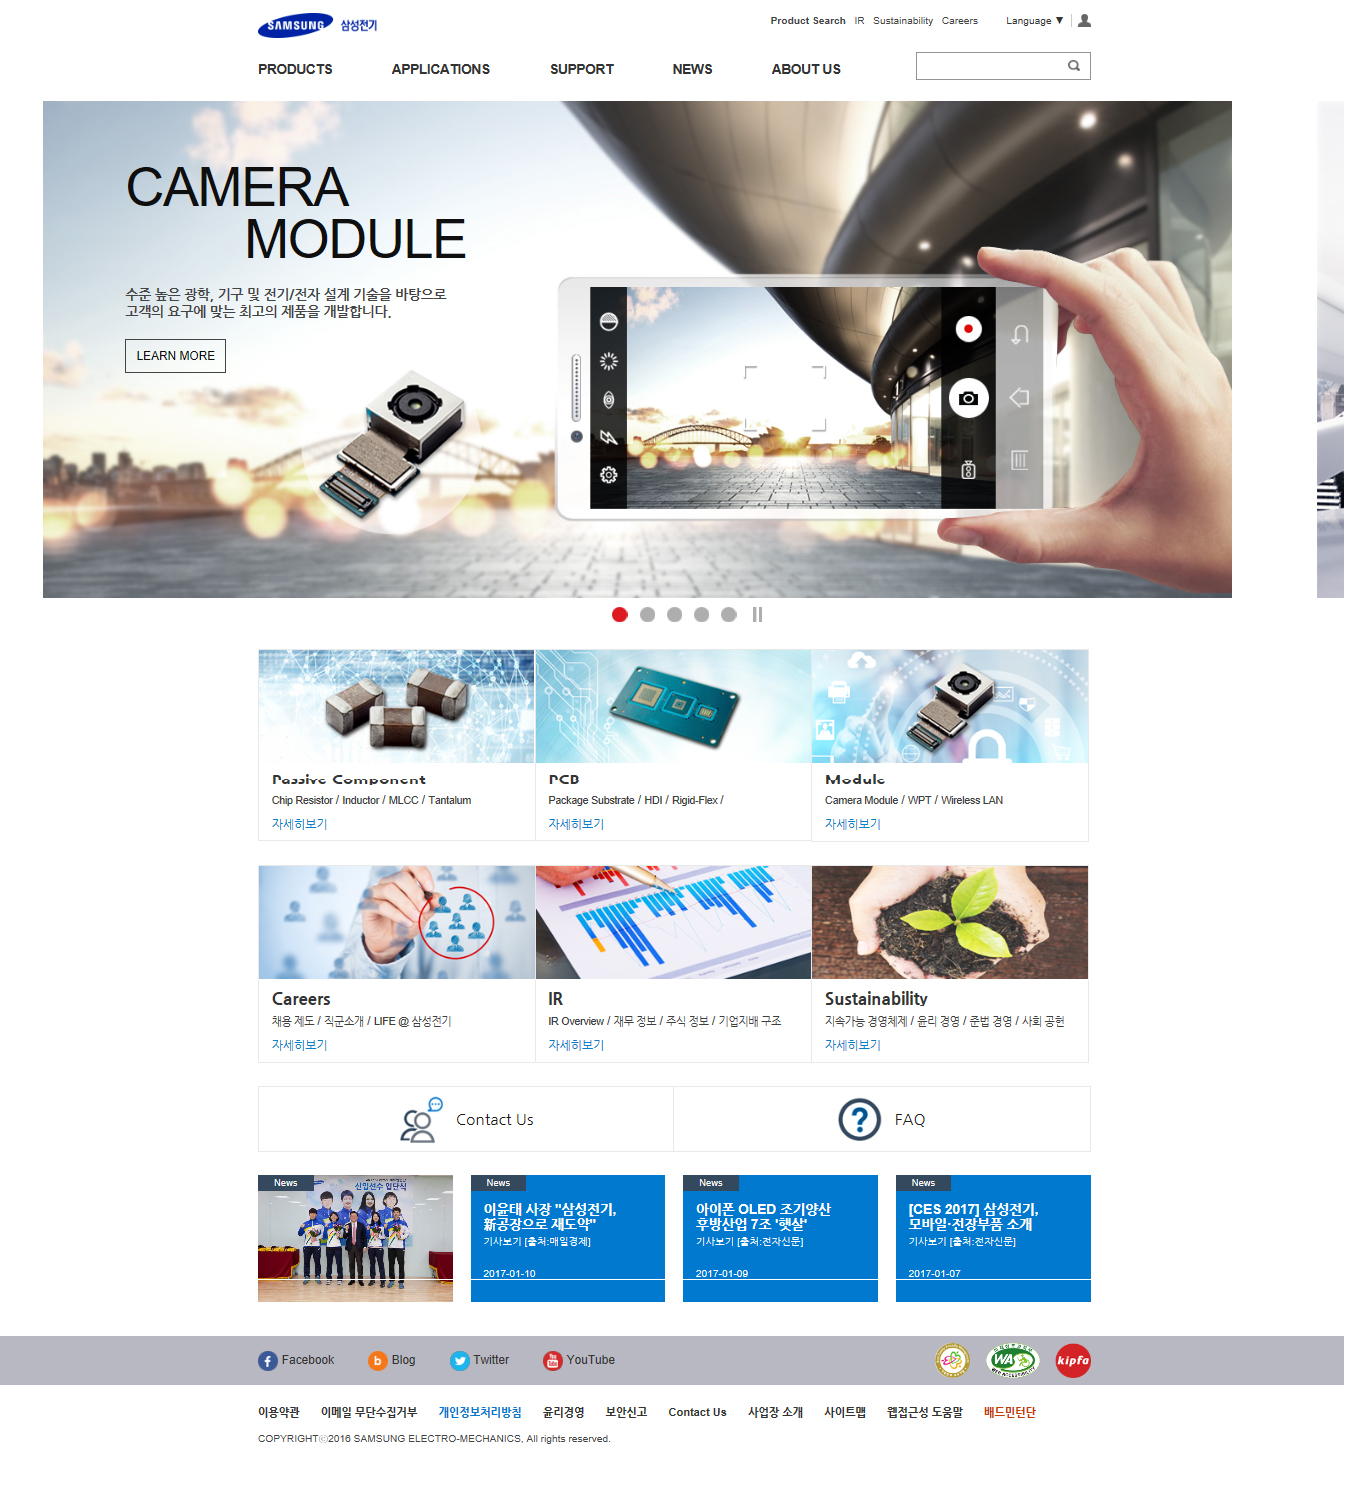 SAMSUNG 삼성전기
Product Search IR Sustainability Careers Language ▼
PRODUCTS APPLICATIONS SUPPORT NEWS ABOUT US
CAMERA
MODULE
수준 높은 광학, 기구 및 전기/전자 설계 기술을 바탕으로
고객의 요구에 맞는 최고의 제품을 개발합니다.
LEARN MORE
Passive Component
Chip Resistor / Inductor / MLCC / Tantalum
자세히보기
PCB
Package Substrate / HDI / Rigid-Flex /
자세히보기
Module
Camera Module / WPT / Wireless LAN
자세히보기
Careers
채용 제도 / 직군소개 / LIFE @ 삼성전기
자세히보기
IR
IR Overview / 재무 정보 / 주식 정보 / 기업지배 구조
자세히보기
Sustainability
지속가능 경영체제 / 윤리 경영 / 준법 경영 / 사회 공헌
자세히보기
Contact Us
FAQ
News
신입선수 입단식
News
이윤태 사장 "삼성전기,
新공장으로 재도약"
기사보기 [출처:매일경제]
2017-01-10
News
아이폰 OLED 조기양산
후방산업 7조 '햇살'
기사보기 [출처:전자신문]
2017-01-09
News
[CES 2017] 삼성전기,
모바일·전장부품 소개
기사보기 [출처:전자신문]
2017-01-07
Facebook Blog Twitter YouTube
WA
kipfa
이용약관 이메일 무단수집거부 개인정보처리방침 윤리경영 보안신고 Contact Us 사업장 소개 사이트맵 웹접근성 도움말 배드민턴단
COPYRIGHTⓒ2016 SAMSUNG ELECTRO-MECHANICS, All rights reserved.